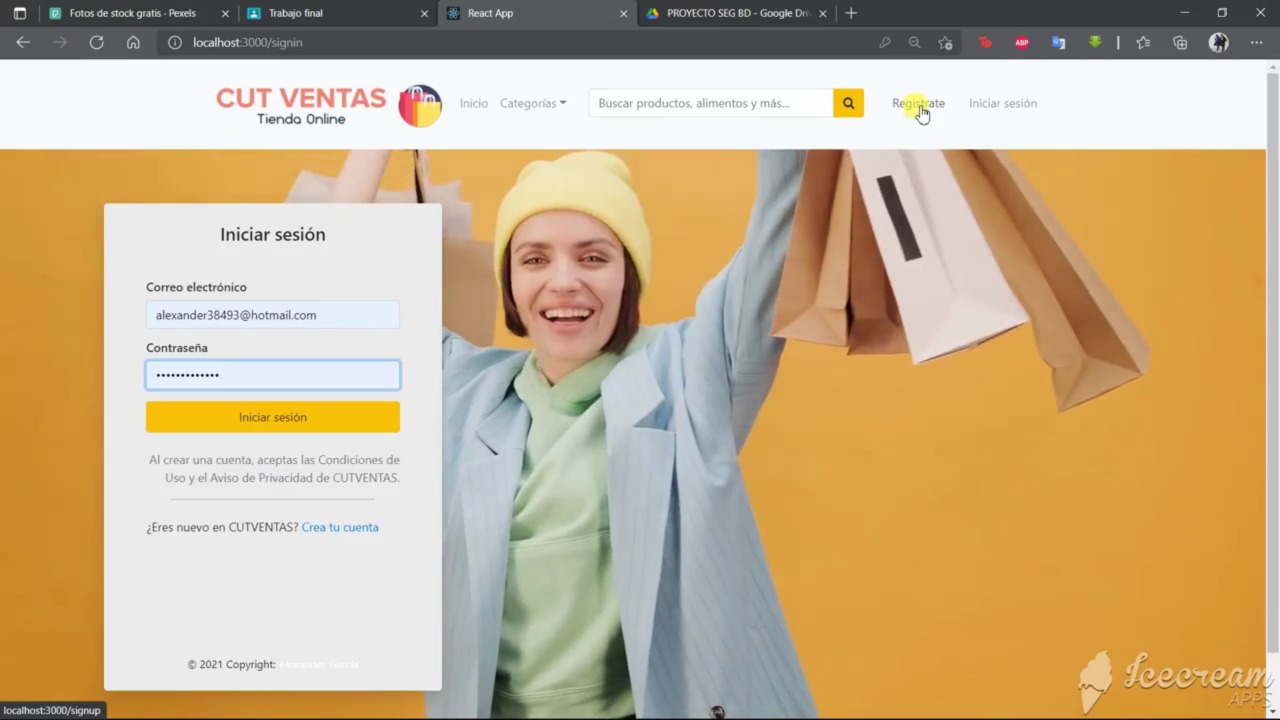 Fotos de stock gratis · Pexels
Trabajo final
React App
PROYECTO SEG BD - Google Dri
localhost:3000/signin
ABP
CUT VENTAS
Tienda Online
Inicio
Categorías
Buscar productos, alimentos y más...
Regístrate
Iniciar sesión
Iniciar sesión
Correo electrónico
alexander38493@hotmail.com
Contraseña
Iniciar sesión
Al crear una cuenta, aceptas las Condiciones de
Uso y el Aviso de Privacidad de CUTVENTAS.
¿Eres nuevo en CUTVENTAS? Crea tu cuenta
© 2021 Copyright: Alexander García
localhost:3000/signup
Icecream
APPS